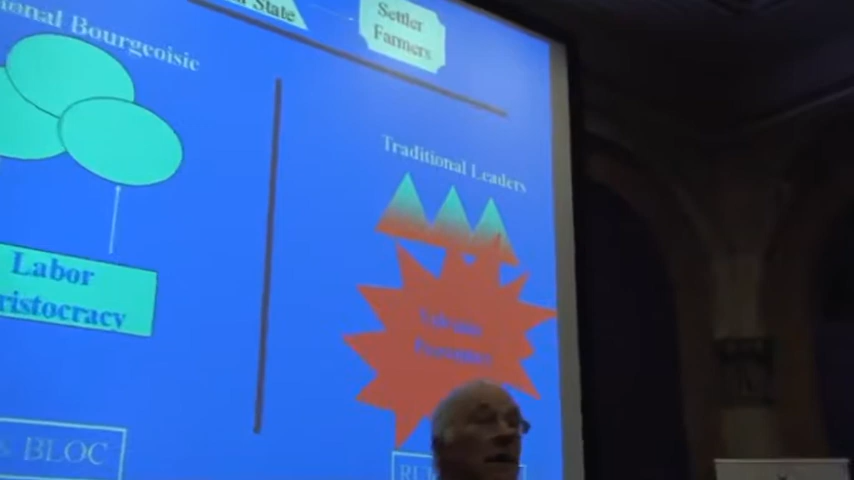 State
Settler
Farmers
onal Bourgeoisie
Traditional Leaders
Labor
ristocracy
BLOC